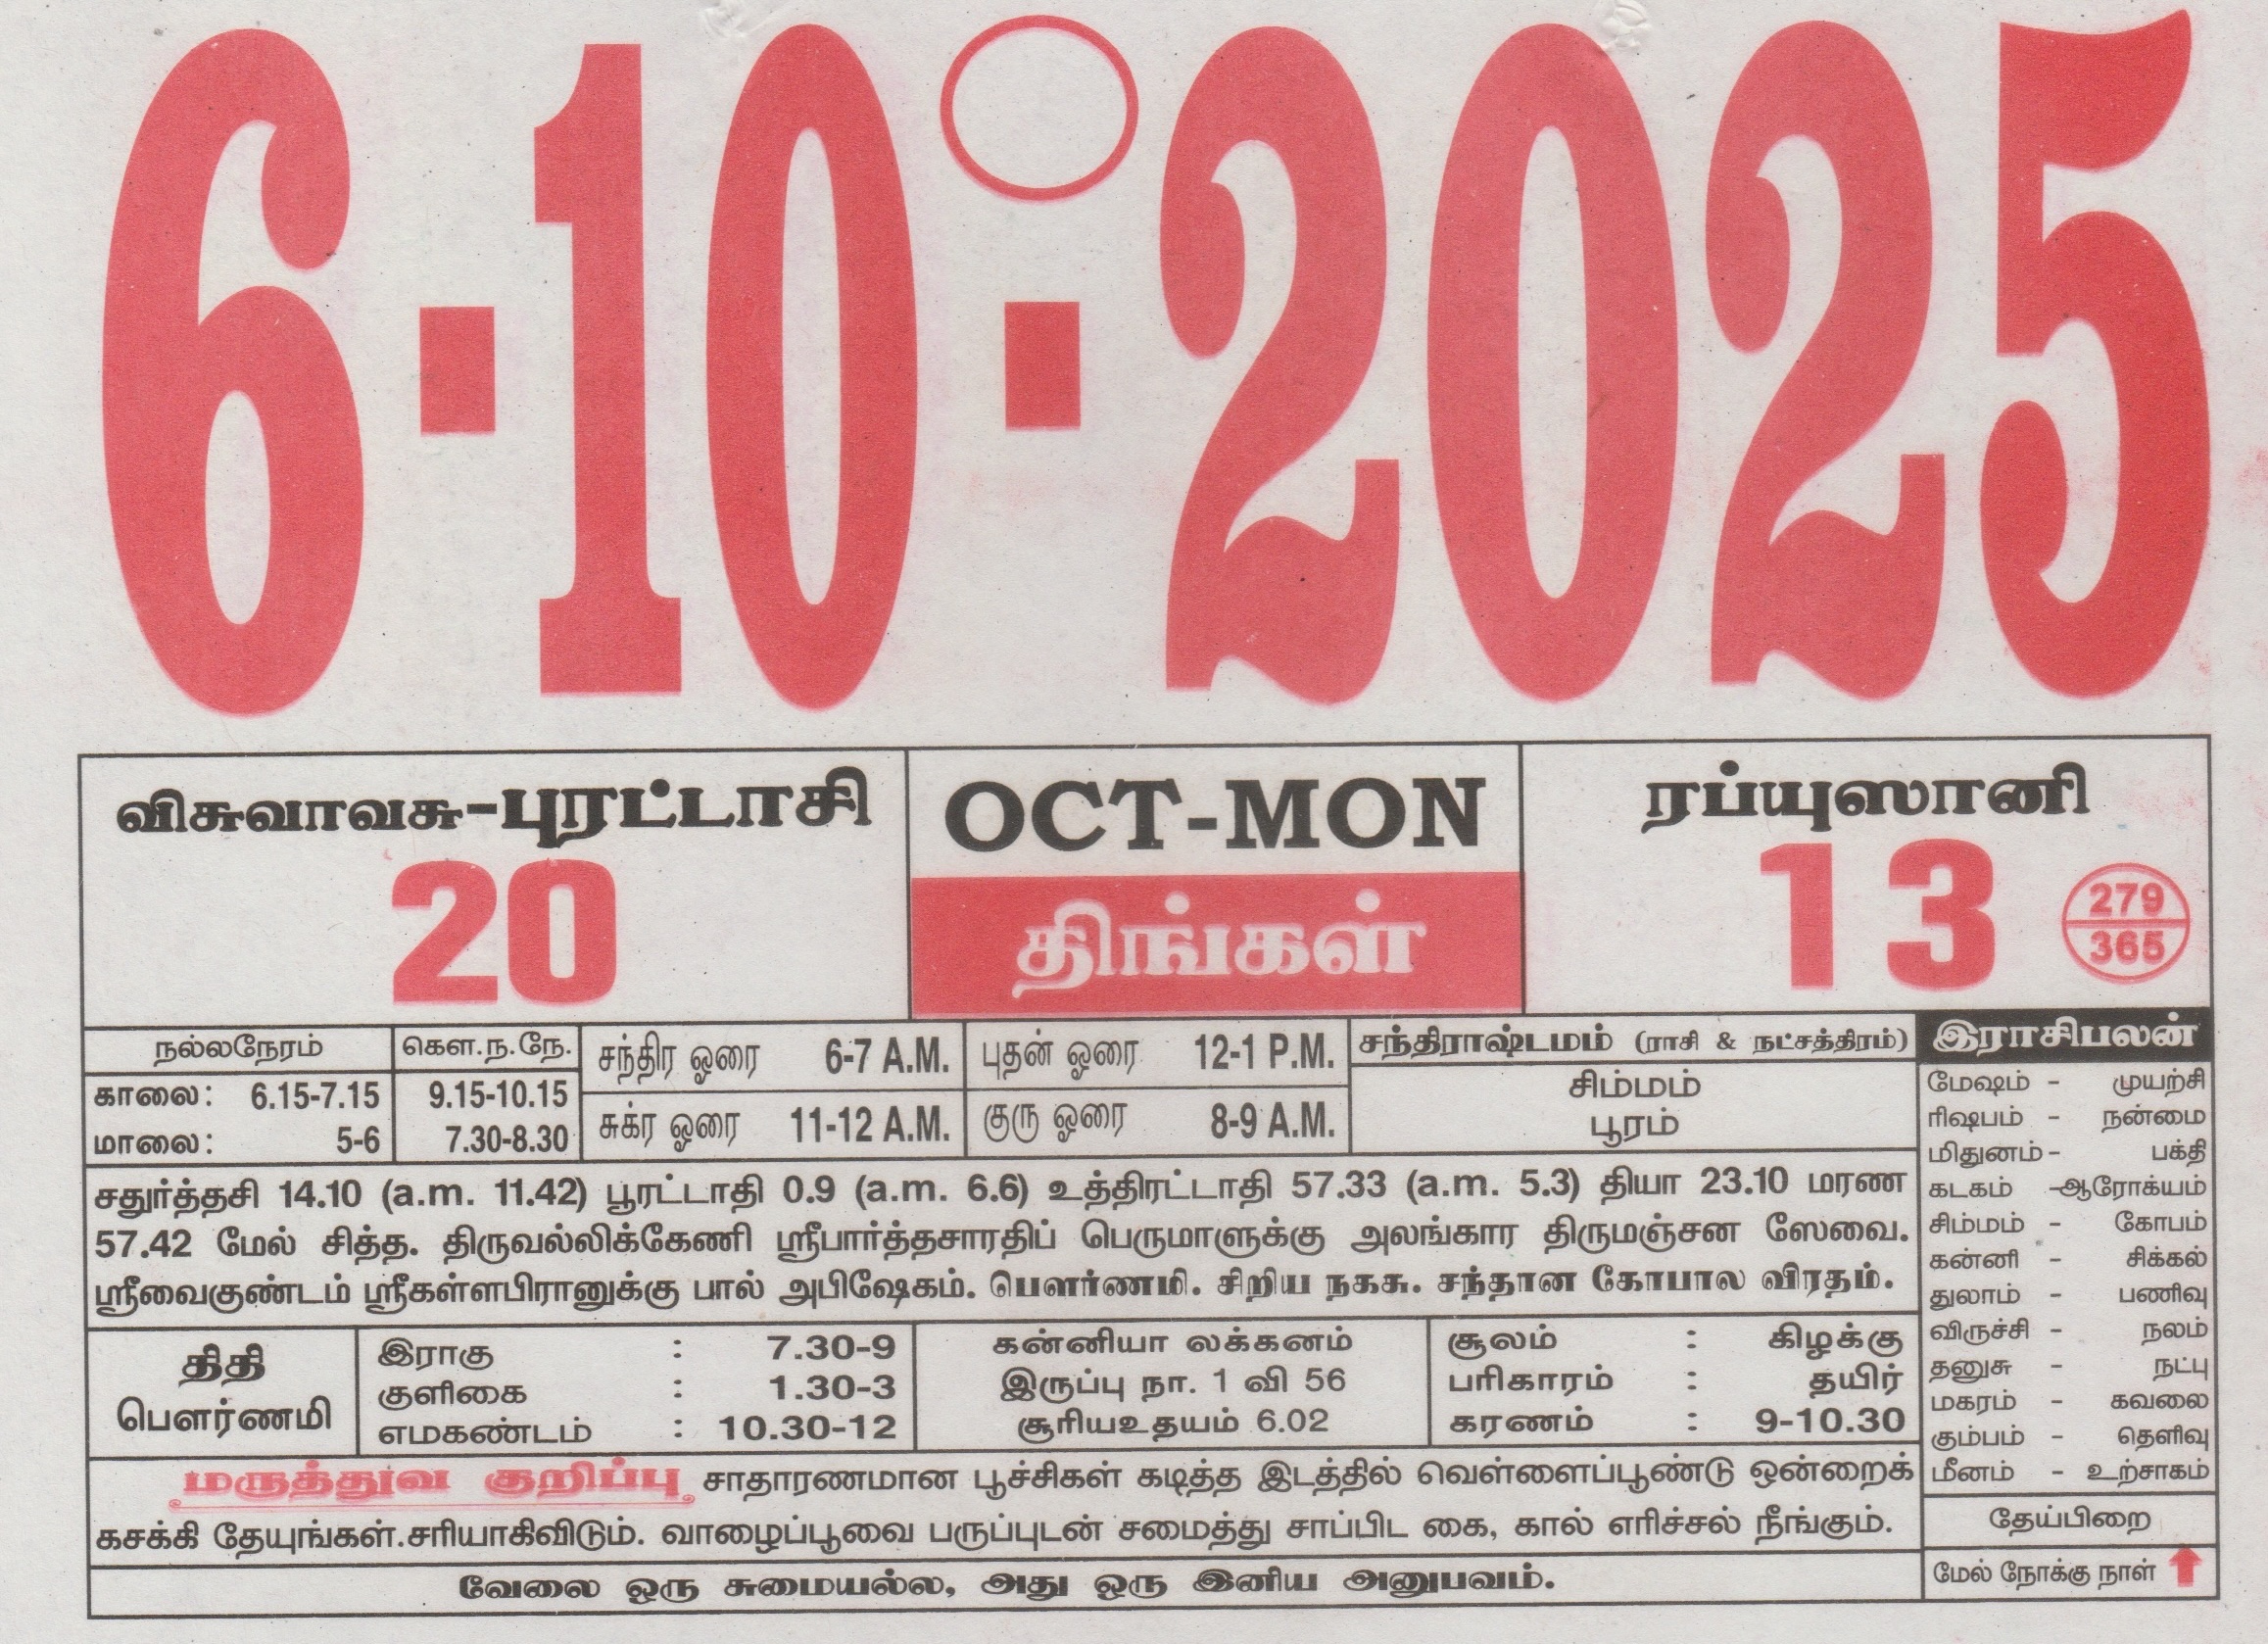 6-10-2025
விசுவாவசு-புரட்டாசி
20
OCT-MON
திங்கள்
ரப்யுஸானி
13
279
365
நல்லநேரம்
காலை: 6.15-7.15
மாலை: 5-6
கௌ.ந.நே.
9.15-10.15
7.30-8.30
சந்திர ஓரை 6-7 A.M.
சுக்ர ஓரை 11-12 A.M.
புதன் ஓரை 12-1 P.M.
குரு ஓரை 8-9 A.M.
சந்திராஷ்டமம் (ராசி & நட்சத்திரம்)
சிம்மம்
பூரம்
இராசிபலன்
மேஷம் - முயற்சி
ரிஷபம் - நன்மை
மிதுனம் - பக்தி
கடகம் -ஆரோக்யம்
சிம்மம் - கோபம்
கன்னி - சிக்கல்
துலாம் - பணிவு
விருச்சி - நலம்
தனுசு - நட்பு
மகரம் - கவலை
கும்பம் - தெளிவு
மீனம் - உற்சாகம்
தேய்பிறை
மேல் நோக்கு நாள்
சதுர்த்தசி 14.10 (a.m. 11.42) பூரட்டாதி 0.9 (a.m. 6.6) உத்திரட்டாதி 57.33 (a.m. 5.3) தியா 23.10 மரண
57.42 மேல் சித்த. திருவல்லிக்கேணி ஸ்ரீபார்த்தசாரதிப் பெருமாளுக்கு அலங்கார திருமஞ்சன ஸேவை.
ஸ்ரீவைகுண்டம் ஸ்ரீகள்ளபிரானுக்கு பால் அபிஷேகம். பௌர்ணமி. சிறிய நகசு. சந்தான கோபால விரதம்.
திதி
பௌர்ணமி
இராகு : 7.30-9
குளிகை : 1.30-3
எமகண்டம் : 10.30-12
கன்னியா லக்கனம்
இருப்பு நா. 1 வி 56
சூரியஉதயம் 6.02
சூலம் : கிழக்கு
பரிகாரம் : தயிர்
கரணம் : 9-10.30
மருத்துவ குறிப்பு சாதாரணமான பூச்சிகள் கடித்த இடத்தில் வெள்ளைப்பூண்டு ஒன்றைக்
கசக்கி தேயுங்கள்.சரியாகிவிடும். வாழைப்பூவை பருப்புடன் சமைத்து சாப்பிட கை, கால் எரிச்சல் நீங்கும்.
வேலை ஒரு சுமையல்ல, அது ஒரு இனிய அனுபவம்.